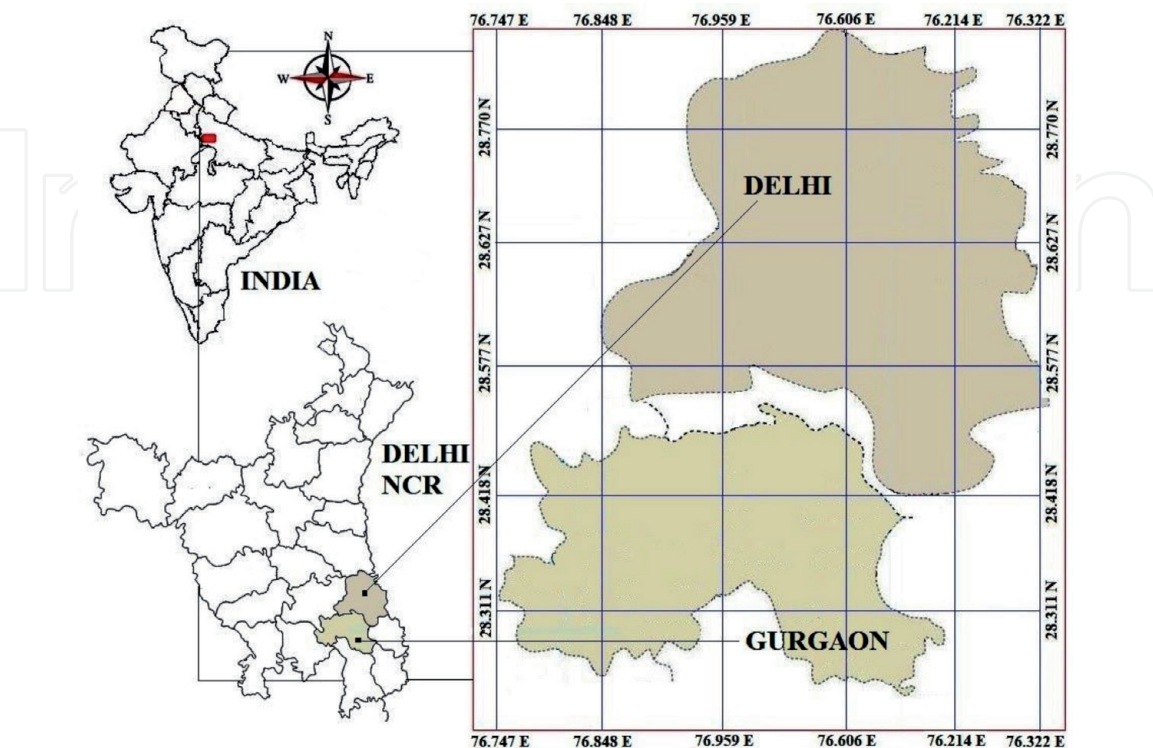 76.747 E 76.848 E 76.959 E 76.606 E 76.214 E 76.322 E
N
W E
S
28.770 N 28.770 N
DELHI
28.627 N 28.627 N
INDIA
28.577 N 28.577 N
DELHI
NCR
28.418 N 28.418 N
28.311 N 28.311 N
GURGAON
76.747 E 76.848 E 76.959 E 76.606 E 76.214 E 76.322 E